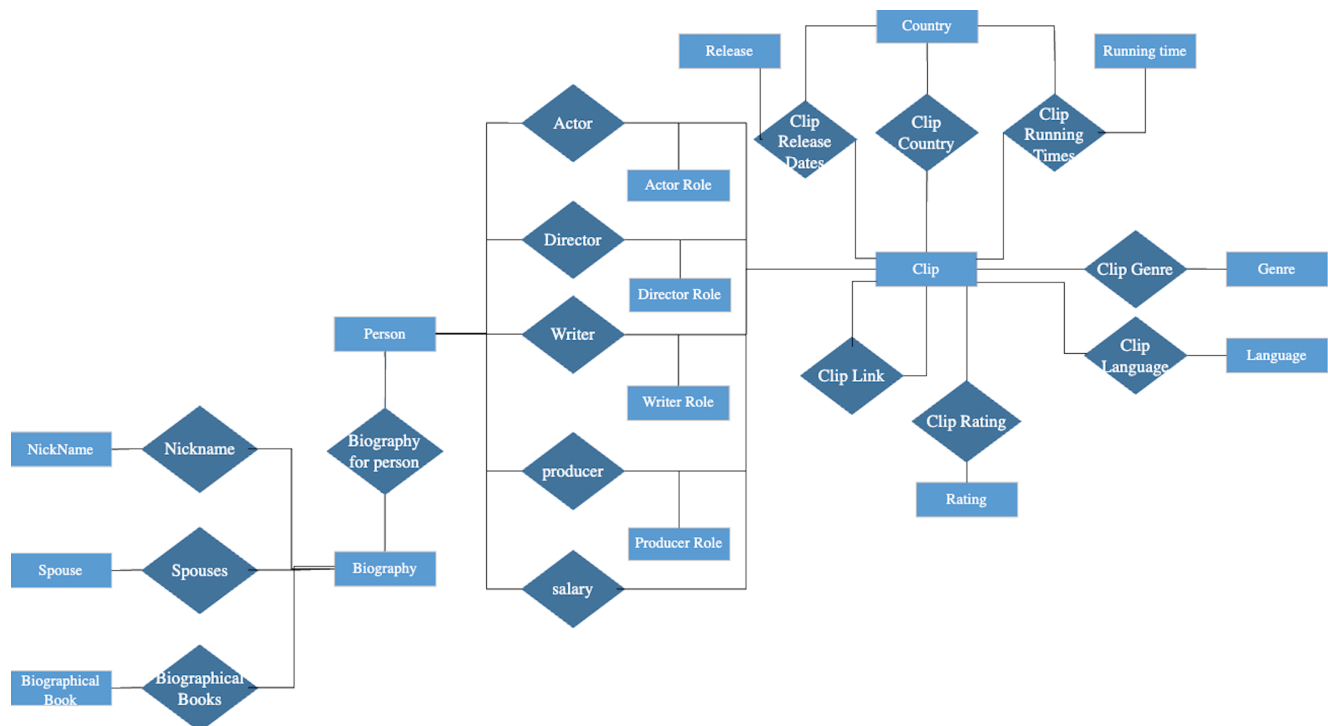 Country
Release
Running time
Actor
Clip
Release
Dates
Clip
Country
Clip
Running
Times
Actor Role
Director
Clip
Clip Genre
Genre
Director Role
Person
Writer
Clip Link
Clip
Language
Language
Writer Role
Clip Rating
NickName
Nickname
Biography
for person
producer
Rating
Producer Role
Spouse
Spouses
Biography
salary
Biographical
Book
Biographical
Books